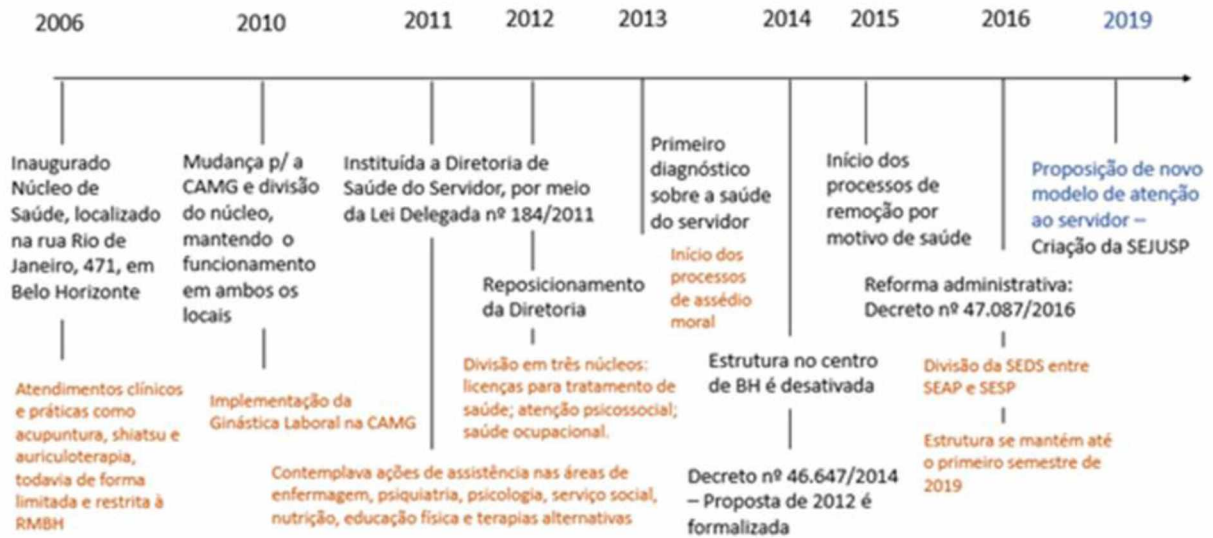 2006
2010
2011
2012
2013
2014
2015
2016
2019
Inaugurado
Núcleo de
Saúde, localizado
na rua Rio de
Janeiro, 471, em
Belo Horizonte
Atendimentos clínicos
e práticas como
acupuntura, shiatsu e
auriculoterapia,
todavia de forma
limitada e restrita à
RMBH
Mudança p/ a
CAMG e divisão
do núcleo,
mantendo o
funcionamento
em ambos os
locais
Implementação da
Ginástica Laboral na CAMG
Instituída a Diretoria de
Saúde do Servidor, por meio
da Lei Delegada nº 184/2011
Contemplava ações de assistência nas áreas de
enfermagem, psiquiatria, psicologia, serviço social,
nutrição, educação física e terapias alternativas
Reposicionamento
da Diretoria
Divisão em três núcleos:
licenças para tratamento de
saúde; atenção psicossocial;
saúde ocupacional.
Primeiro
diagnóstico
sobre a saúde
do servidor
Início dos
processos
de assédio
moral
Estrutura no centro
de BH é desativada
Decreto nº 46.647/2014
– Proposta de 2012 é
formalizada
Início dos
processos de
remoção por
motivo de saúde
Reforma administrativa:
Decreto nº 47.087/2016
Divisão da SEDS entre
SEAP e SESP
Estrutura se mantém até
o primeiro semestre de
2019
Proposição de novo
modelo de atenção
ao servidor –
Criação da SEJUSP